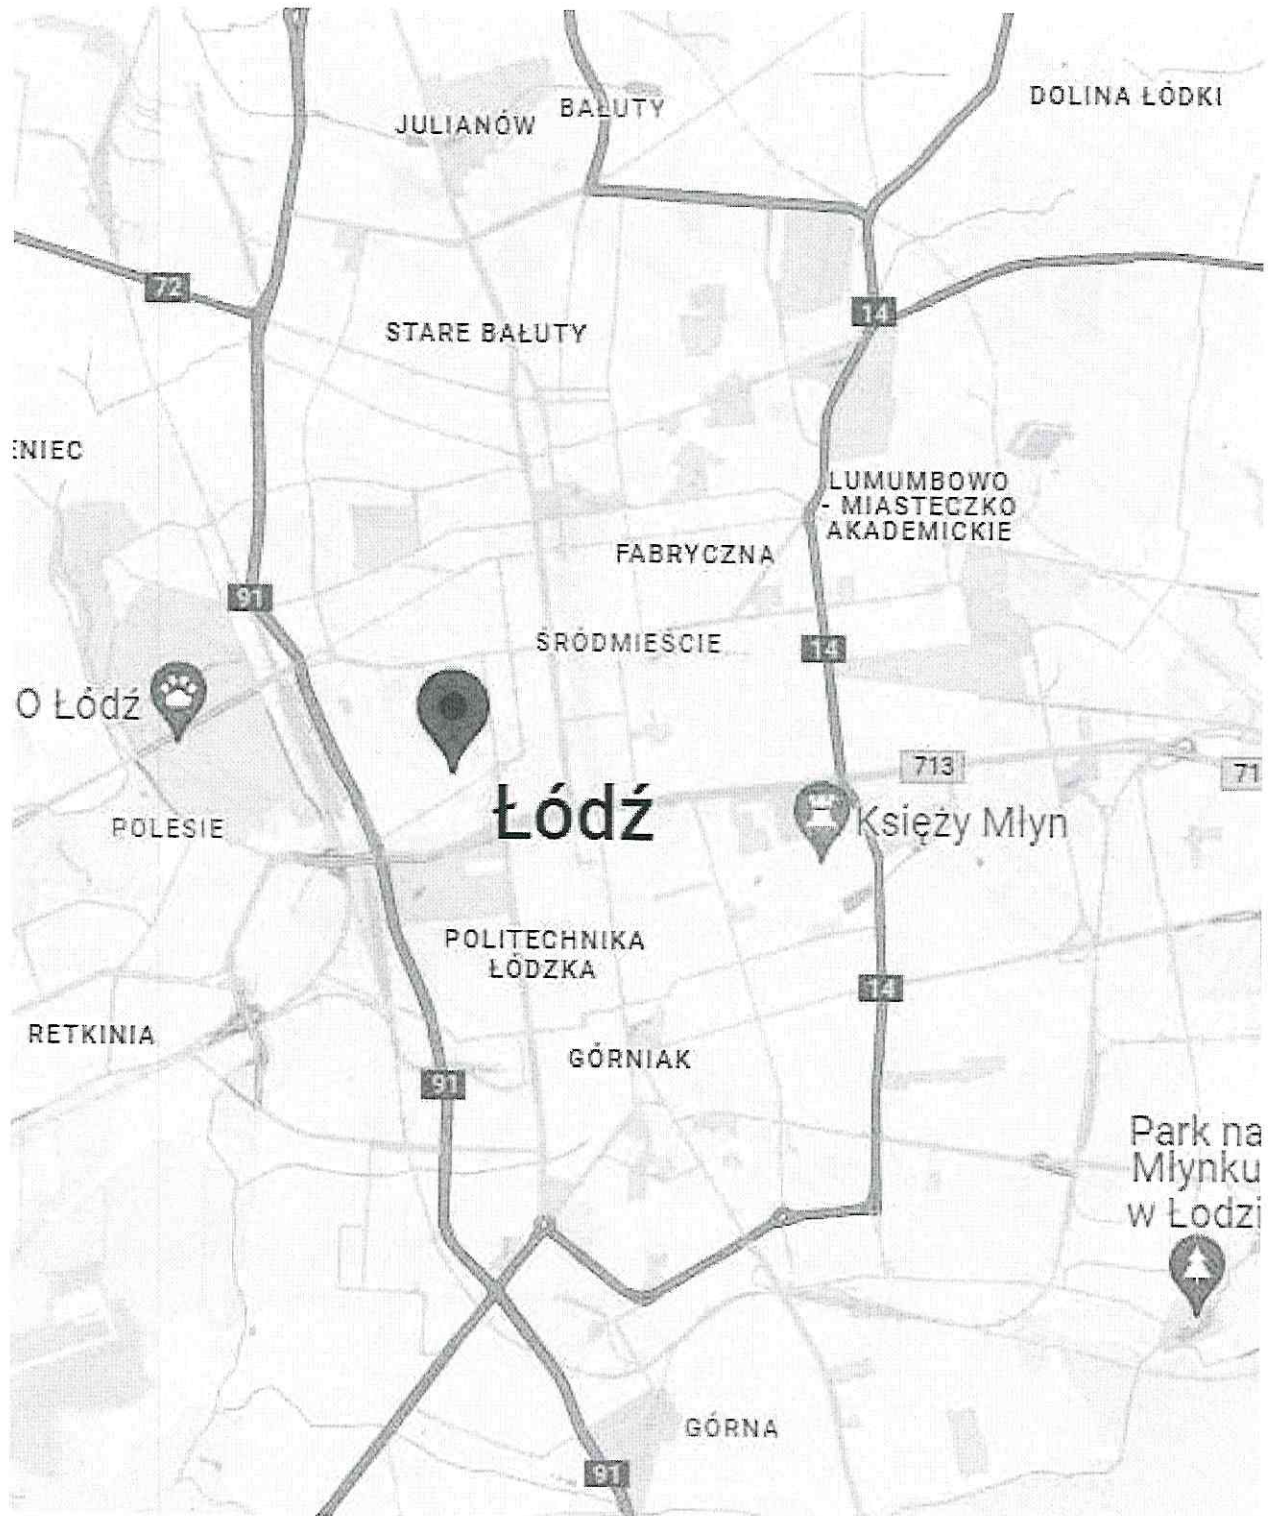 DOLINA ŁÓDKI
BAŁUTY
JULIANÓW
72
14
STARE BAŁUTY
ENIEC
LUMUMBOWO
- MIASTECZKO
AKADEMICKIE
FABRYCZNA
91
ŚRÓDMIEŚCIE
14
O Łódź
713
71
Łódź
Księży Młyn
POLESIE
POLITECHNIKA
ŁÓDZKA
14
RETKINIA
GÓRNIAK
91
Park na
Młynku
w Łodzi
GÓRNA
91